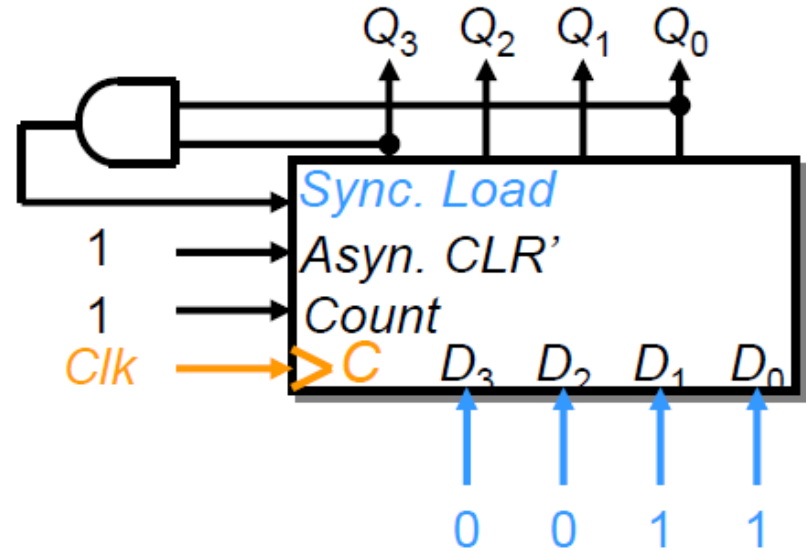 Q₃ Q₂ Q₁ Q₀
Sync. Load
1 Asyn. CLR’
1 Count
Clk C D₃ D₂ D₁ D₀
0 0 1 1